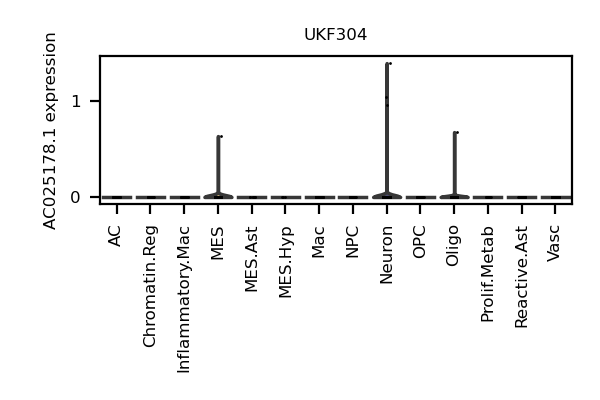 UKF304
AC025178.1 expression
1
0
AC
Chromatin.Reg
Inflammatory.Mac
MES
MES.Ast
MES.Hyp
Mac
NPC
Neuron
OPC
Oligo
Prolif.Metab
Reactive.Ast
Vasc